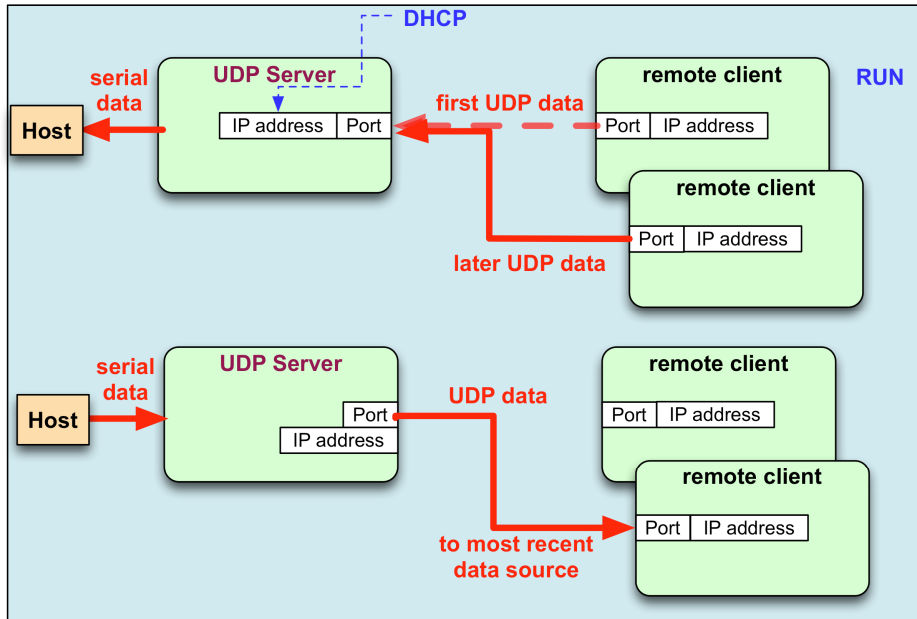 DHCP
serial
data
UDP Server
remote client
RUN
Host
IP address
Port
first UDP data
Port
IP address
remote client
Port
IP address
later UDP data
serial
data
UDP Server
remote client
UDP data
Host
Port
IP address
Port
IP address
remote client
Port
IP address
to most recent
data source